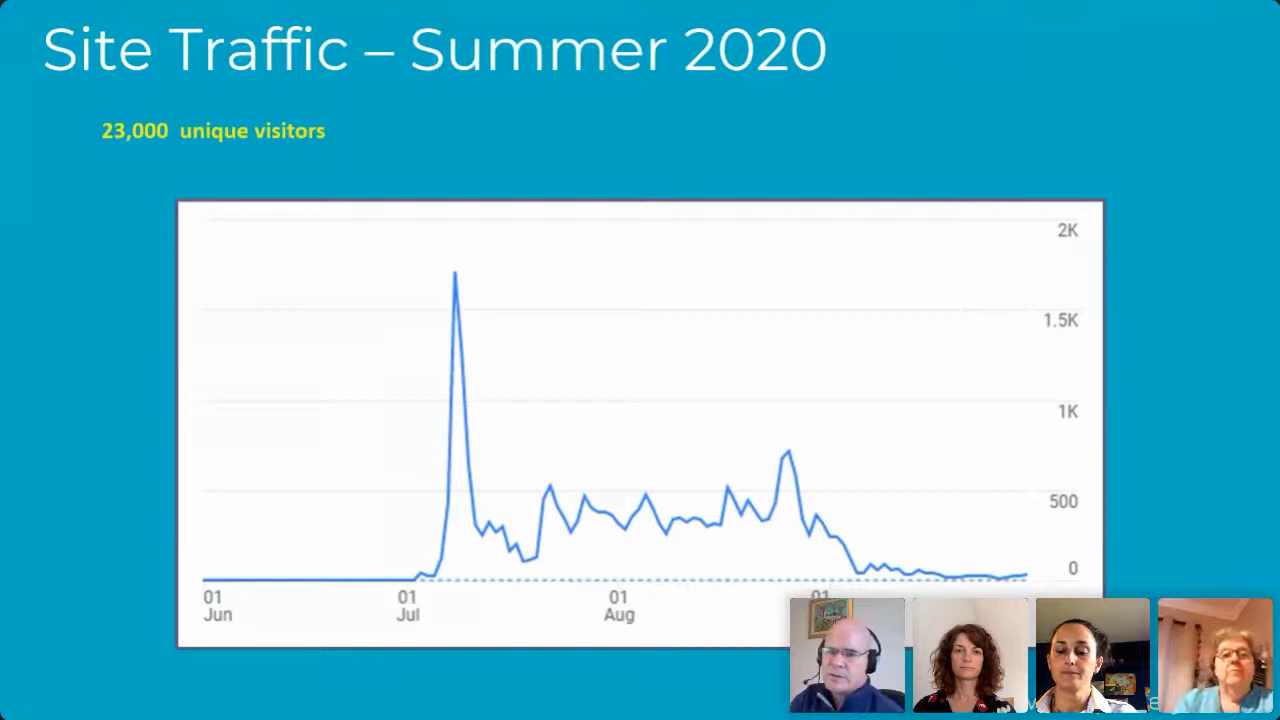 Site Traffic – Summer 2020
23,000 unique visitors
2K
1.5K
1K
500
0
01
Jun
01
Jul
01
Aug
01